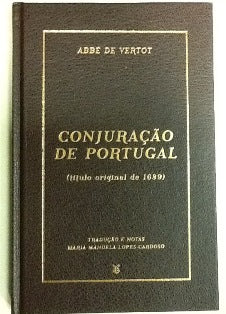 ABBÉ DE VERTOT
CONJURAÇÃO
DE PORTUGAL
(título original de 1689)
TRADUÇÃO E NOTAS
MARIA MANUELA LOPES CARDOSO